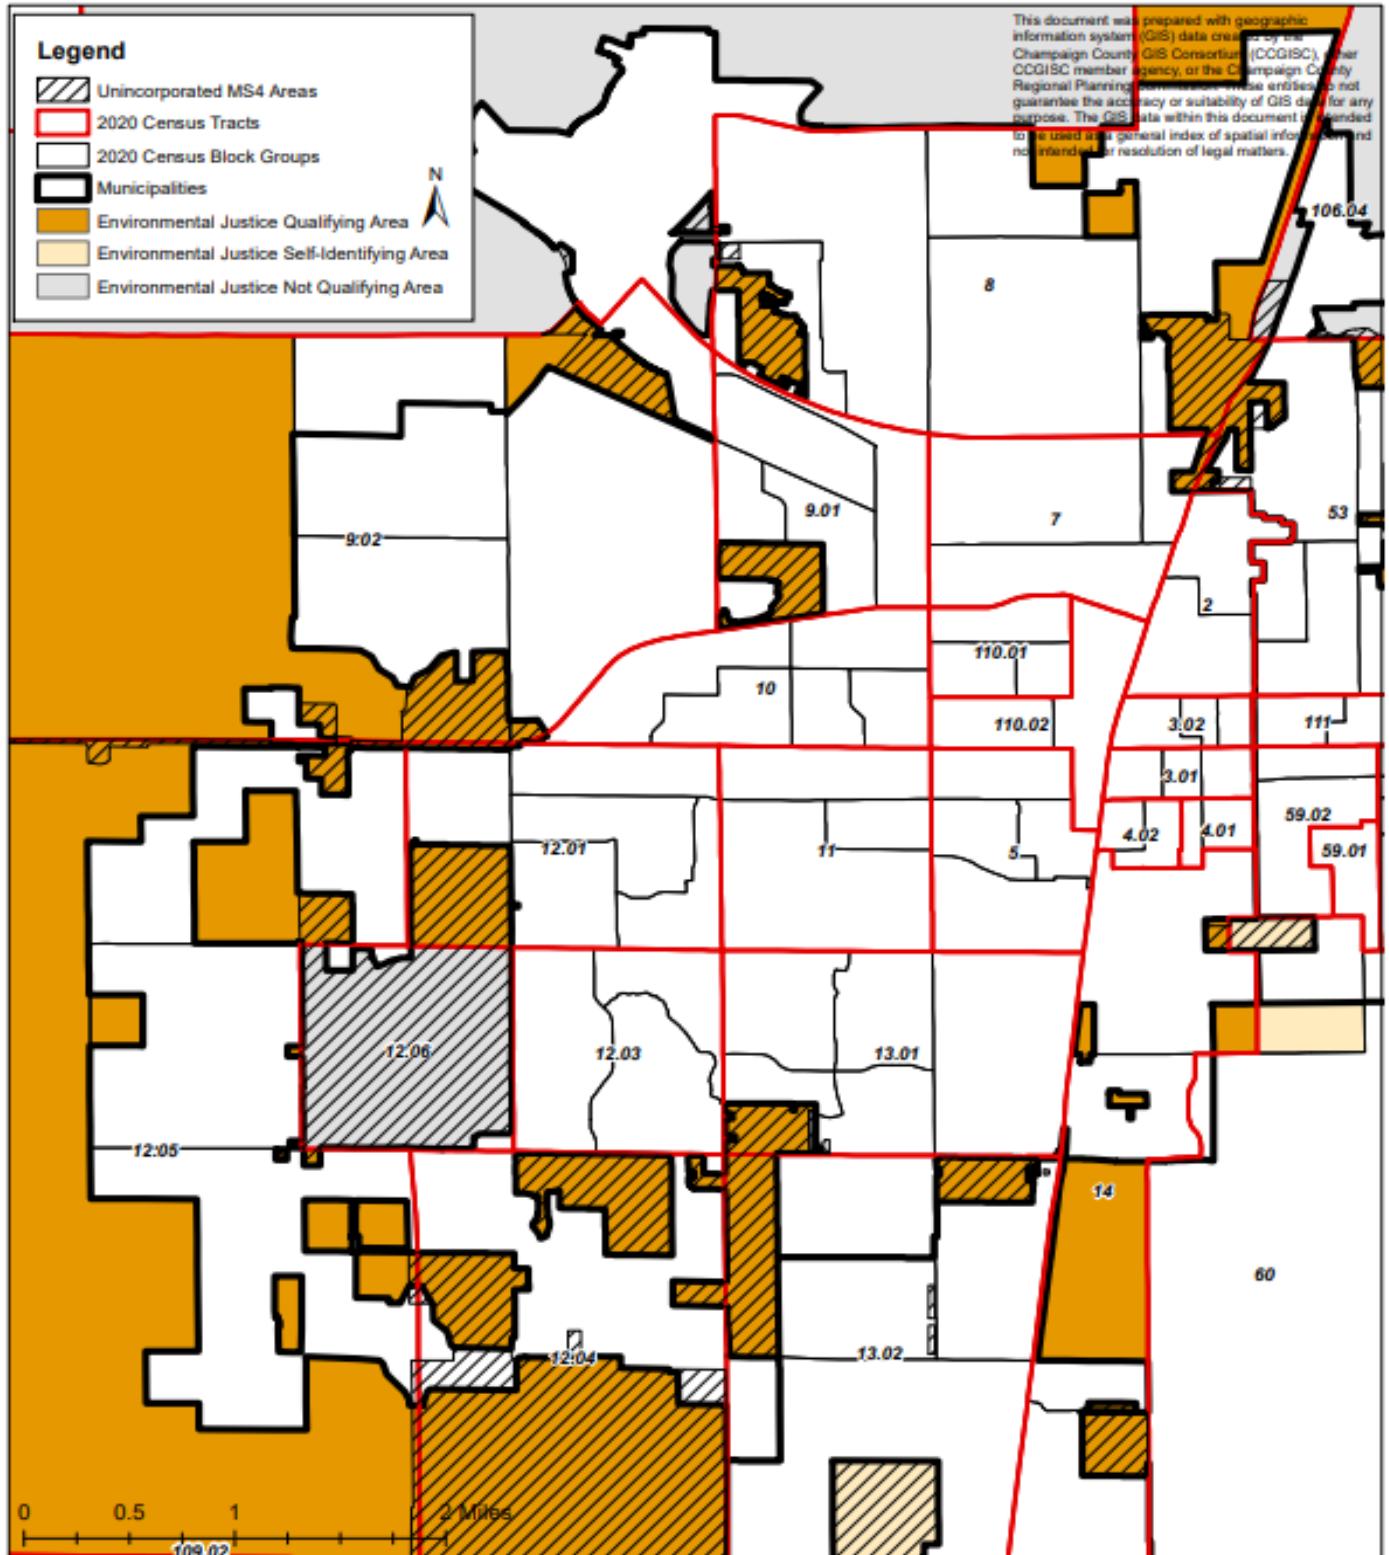 Legend
Unincorporated MS4 Areas
2020 Census Tracts
2020 Census Block Groups
Municipalities
Environmental Justice Qualifying Area
Environmental Justice Self-Identifying Area
Environmental Justice Not Qualifying Area
N
This document was prepared with geographic
information system (GIS) data created by the
Champaign County GIS Consortium (CCGISC), other
CCGISC member agency, or the Champaign County
Regional Planning Commission. These entities do not
guarantee the accuracy or suitability of GIS data for any
purpose. The GIS data within this document is intended
to be used as a general index of spatial information and
not intended for resolution of legal matters.
106.04
8
9.01
7
53
9.02
2
110.01
10
110.02
3.02
111
3.01
59.02
12.01
11
5
4.02
4.01
59.01
12.06
12.03
13.01
12.05
14
60
12.04
13.02
0 0.5 1 2 Miles
109.02